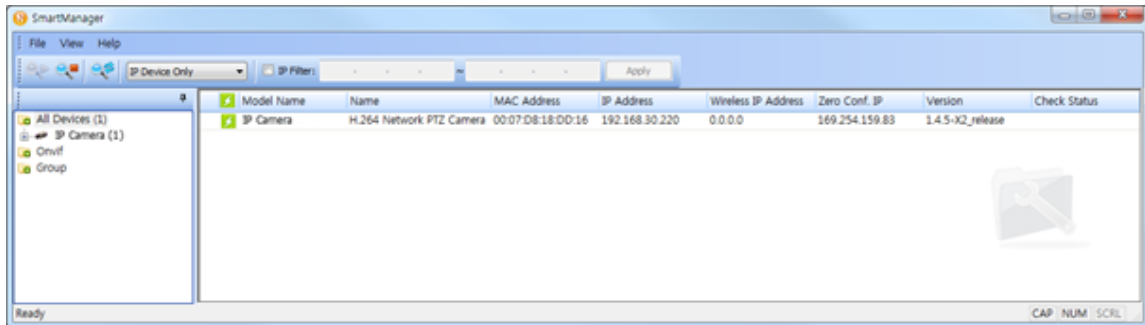 SmartManager
File View Help
IP Device Only IP Filter: . . . ~ . . . Apply
Model Name Name MAC Address IP Address Wireless IP Address Zero Conf. IP Version Check Status
All Devices (1) IP Camera H.264 Network PTZ Camera 00:07:D8:18:DD:16 192.168.30.220 0.0.0.0 169.254.159.83 1.4.5-X2_release
IP Camera (1)
Onvif
Group
Ready CAP NUM SCRL